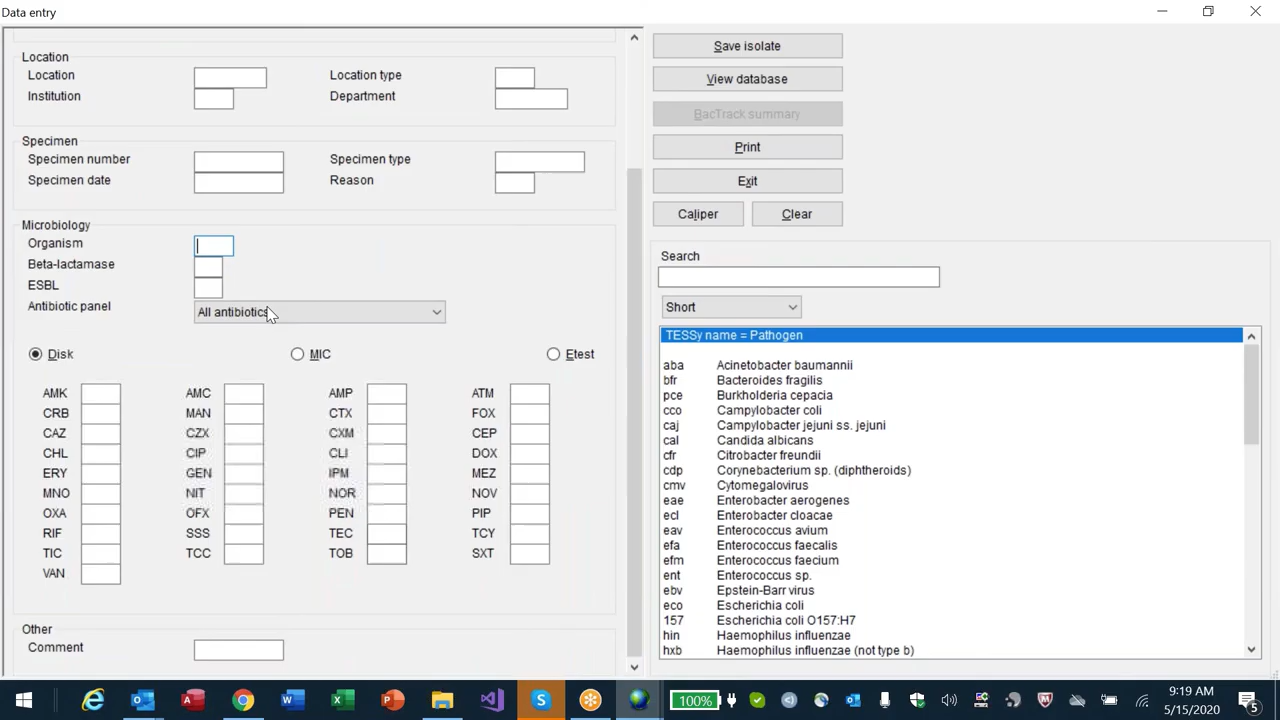 Data entry
Location
Location
Location type
Institution
Department
Specimen
Specimen number
Specimen type
Specimen date
Reason
Microbiology
Organism
Beta-lactamase
ESBL
Antibiotic panel
All antibiotics
Disk
MIC
Etest
AMK AMC AMP ATM
CRB MAN CTX FOX
CAZ CZX CXM CEP
CHL CIP CLI DOX
ERY GEN IPM MEZ
MNO NIT NOR NOV
OXA OFX PEN PIP
RIF SSS TEC TCY
TIC TCC TOB SXT
VAN
Other
Comment
Save isolate
View database
BacTrack summary
Print
Exit
Caliper
Clear
Search
Short
TESSy name = Pathogen
aba Acinetobacter baumannii
bfr Bacteroides fragilis
pce Burkholderia cepacia
cco Campylobacter coli
caj Campylobacter jejuni ss. jejuni
cal Candida albicans
cfr Citrobacter freundii
cdp Corynebacterium sp. (diphtheroids)
cmv Cytomegalovirus
eae Enterobacter aerogenes
ecl Enterobacter cloacae
eav Enterococcus avium
efa Enterococcus faecalis
efm Enterococcus faecium
ent Enterococcus sp.
ebv Epstein-Barr virus
eco Escherichia coli
157 Escherichia coli O157:H7
hin Haemophilus influenzae
hxb Haemophilus influenzae (not type b)
100%
9:19 AM
5/15/2020
5